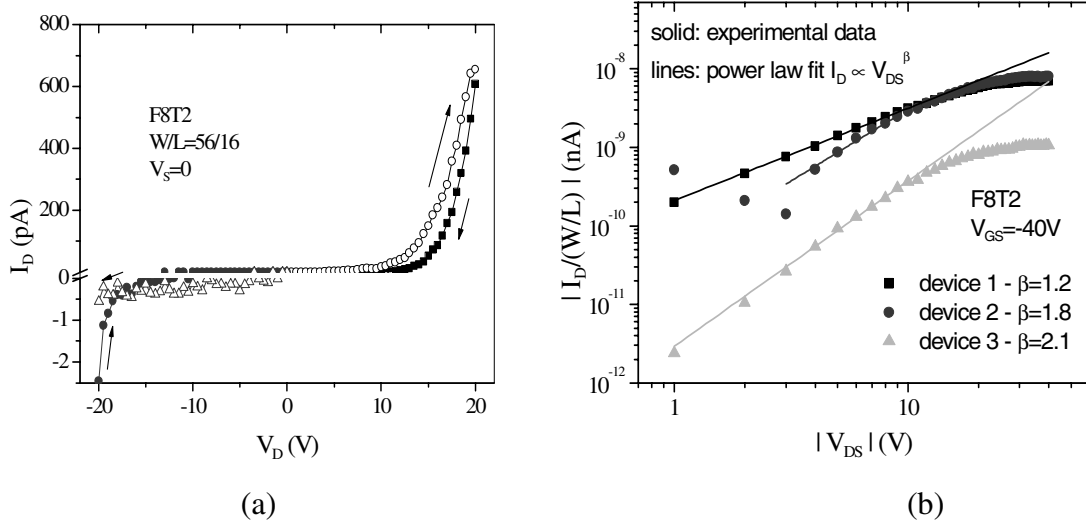 800
600
400
200
0
-1
-2
I_D (pA)
F8T2
W/L=56/16
V_S=0
-20
-10
0
10
20
V_D (V)
(a)
solid: experimental data
lines: power law fit I_D ∝ V_DS^β
10^-8
10^-9
10^-10
10^-11
10^-12
| I_D/(W/L) | (nA)
F8T2
V_GS=-40V
device 1 - β=1.2
device 2 - β=1.8
device 3 - β=2.1
1
10
| V_DS | (V)
(b)